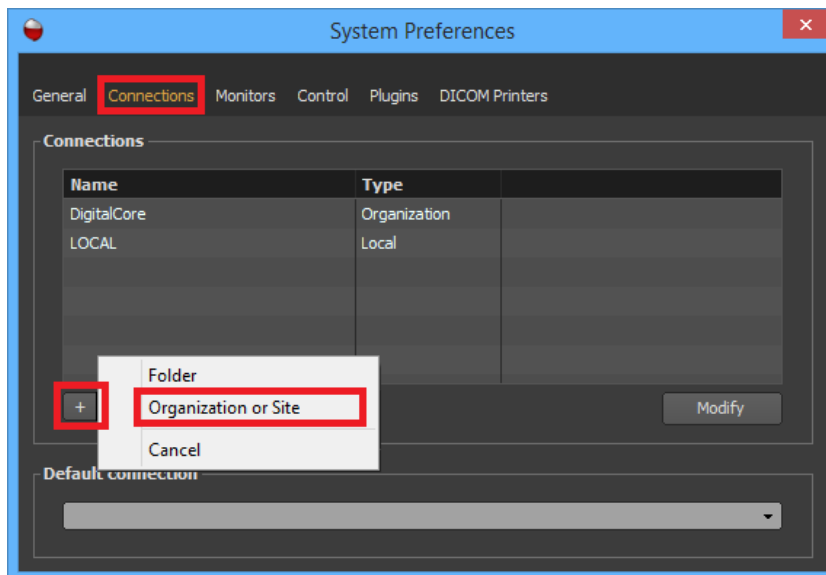 System Preferences
General Connections Monitors Control Plugins DICOM Printers
Connections
Name Type
DigitalCore Organization
LOCAL Local
Folder
+ Organization or Site Modify
Cancel
Default connection